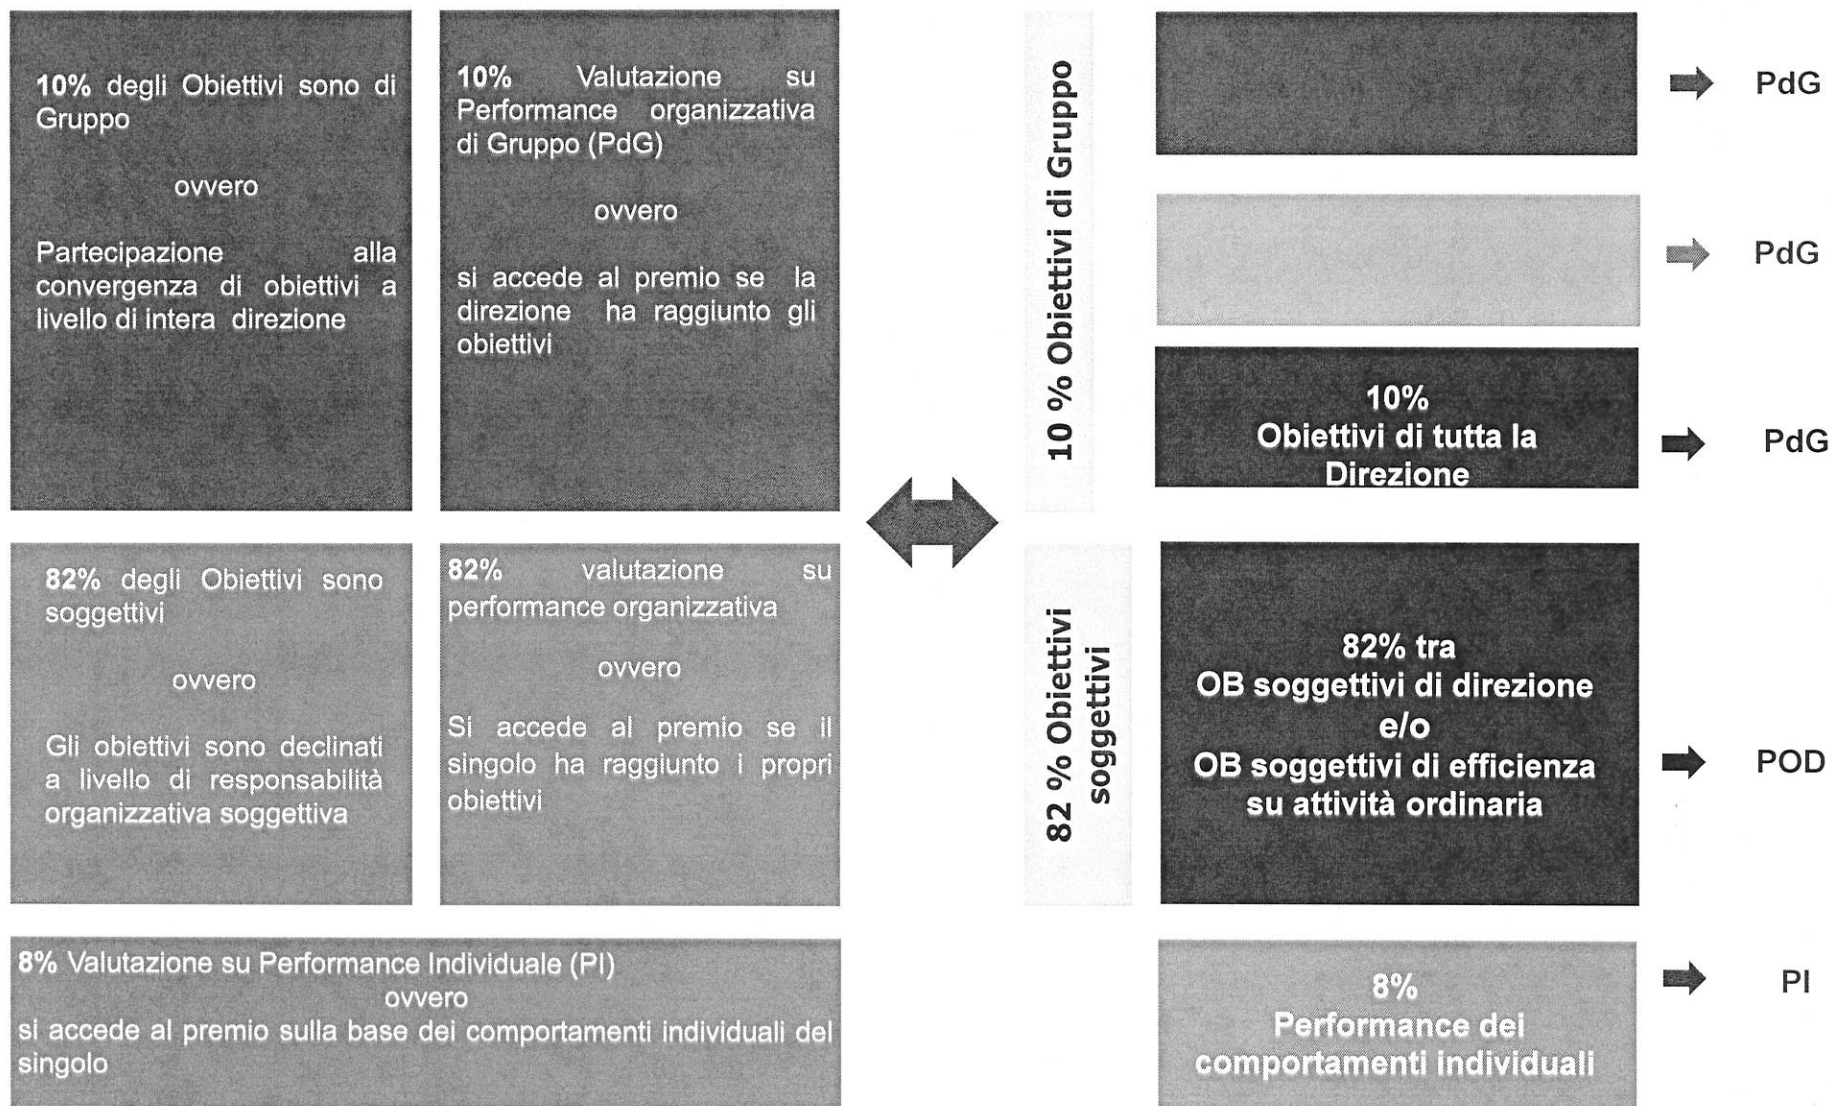 10% degli Obiettivi sono di
Gruppo
ovvero
Partecipazione alla
convergenza di obiettivi a
livello di intera direzione
10% Valutazione su
Performance organizzativa
di Gruppo (PdG)
ovvero
si accede al premio se la
direzione ha raggiunto gli
obiettivi
82% degli Obiettivi sono
soggettivi
ovvero
Gli obiettivi sono declinati
a livello di responsabilità
organizzativa soggettiva
82% valutazione su
performance organizzativa
ovvero
Si accede al premio se il
singolo ha raggiunto i propri
obiettivi
8% Valutazione su Performance Individuale (PI)
ovvero
si accede al premio sulla base dei comportamenti individuali del
singolo
10 % Obiettivi di Gruppo
PdG
PdG
10%
Obiettivi di tutta la
Direzione
PdG
82 % Obiettivi
soggettivi
82% tra
OB soggettivi di direzione
e/o
OB soggettivi di efficienza
su attività ordinaria
POD
8%
Performance dei
comportamenti individuali
PI